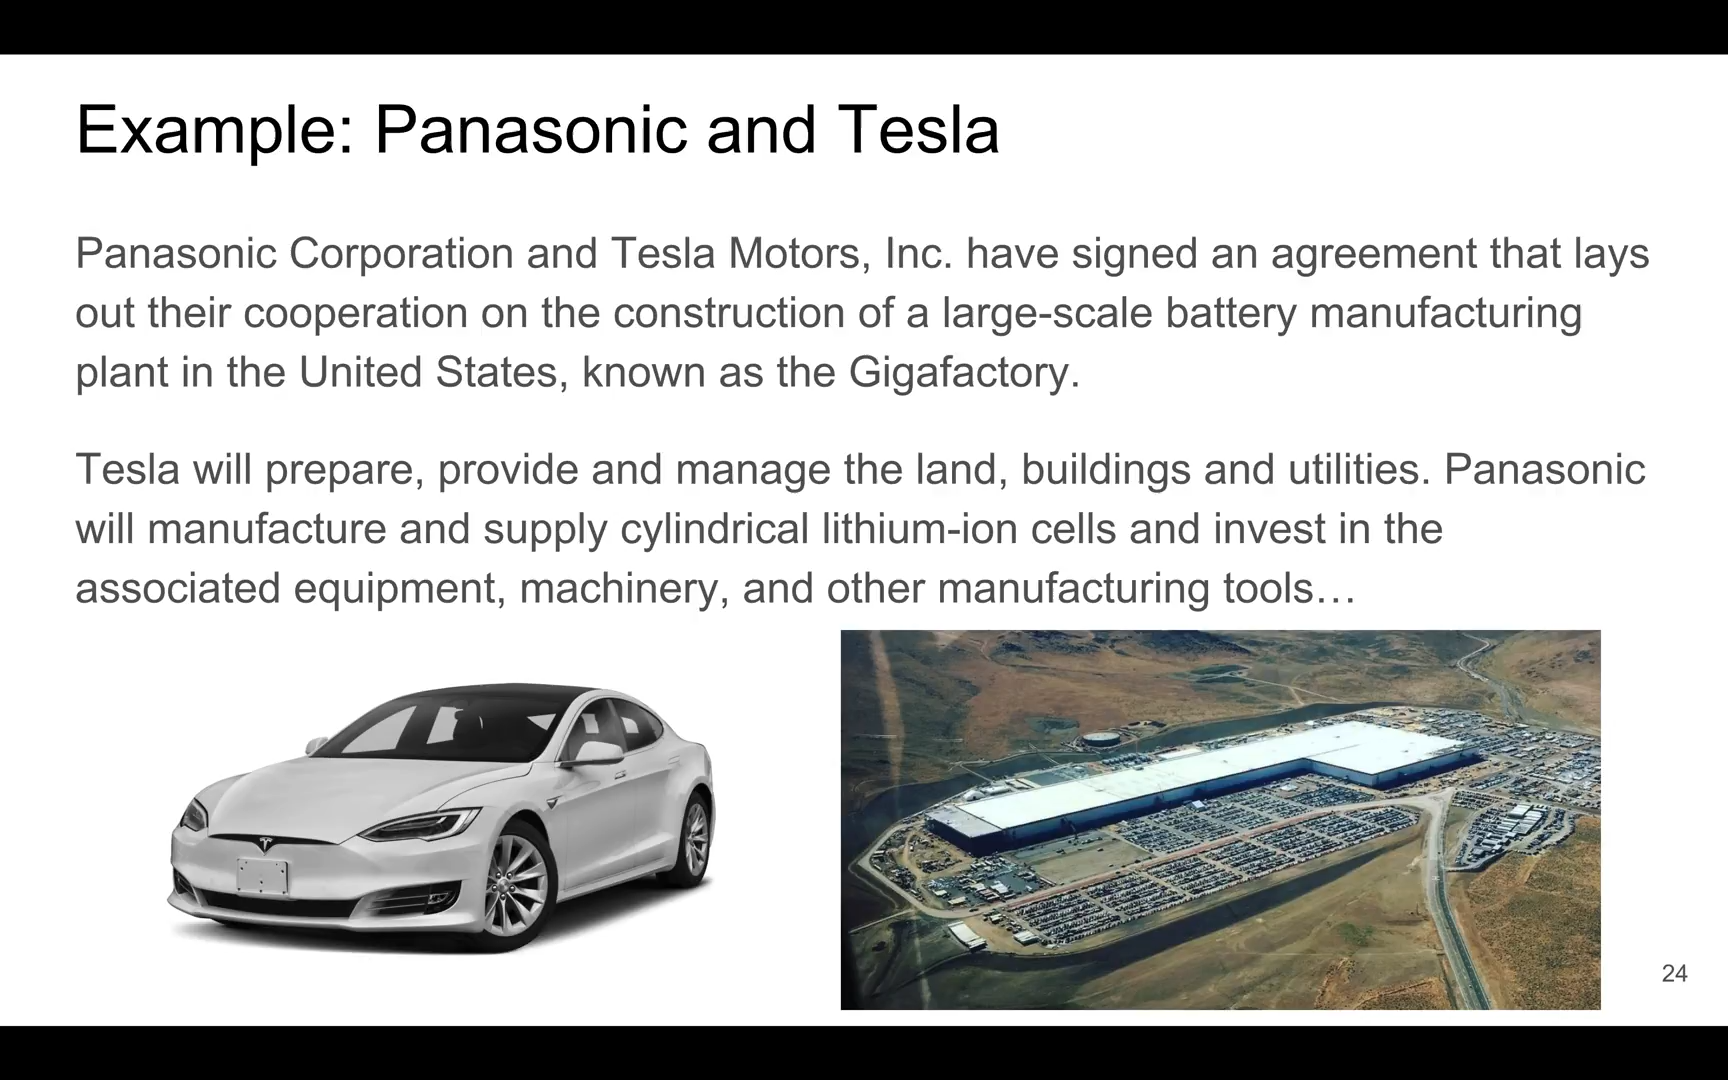 Example: Panasonic and Tesla
Panasonic Corporation and Tesla Motors, Inc. have signed an agreement that lays
out their cooperation on the construction of a large-scale battery manufacturing
plant in the United States, known as the Gigafactory.
Tesla will prepare, provide and manage the land, buildings and utilities. Panasonic
will manufacture and supply cylindrical lithium-ion cells and invest in the
associated equipment, machinery, and other manufacturing tools…
24